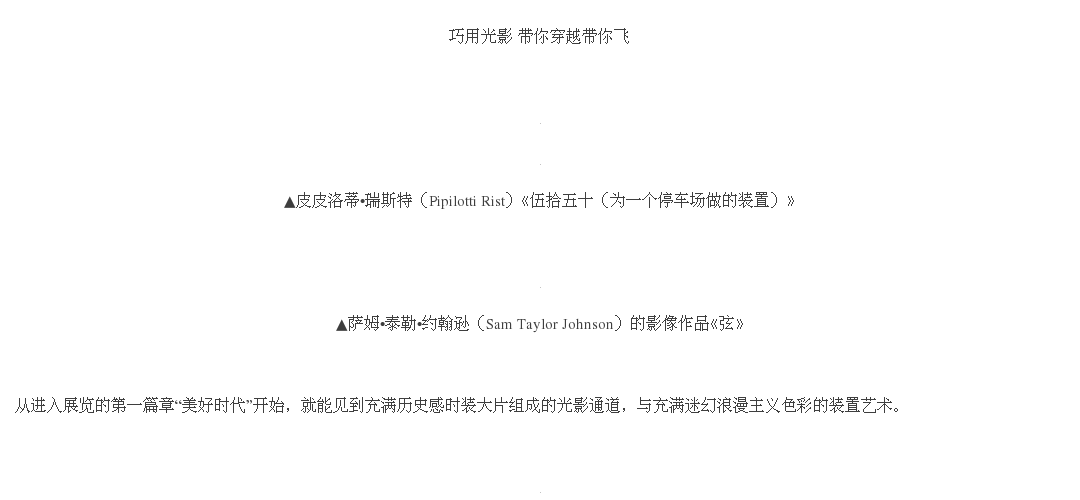 巧用光影 带你穿越带你飞
▲皮皮洛蒂•瑞斯特（Pipilotti Rist）《伍拾五十（为一个停车场做的装置）》
▲萨姆•泰勒•约翰逊（Sam Taylor Johnson）的影像作品《弦》
从进入展览的第一篇章“美好时代”开始，就能见到充满历史感时装大片组成的光影通道，与充满迷幻浪漫主义色彩的装置艺术。